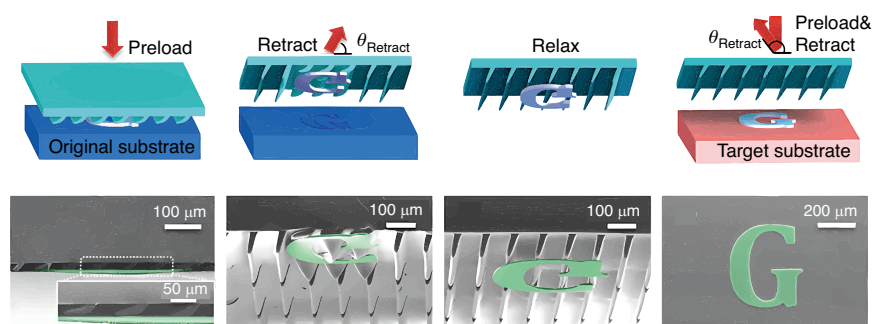 Preload
Original substrate
Retract
θRetract
Relax
θRetract
Preload&
Retract
Target substrate
100 μm
50 μm
100 μm
100 μm
200 μm
G